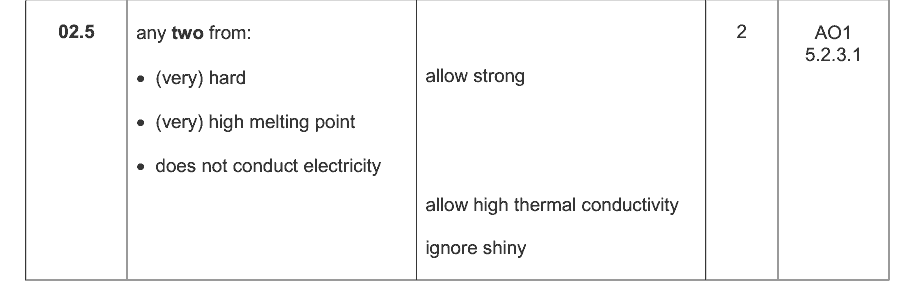 02.5 any two from: 2 AO1
5.2.3.1
• (very) hard allow strong
• (very) high melting point
• does not conduct electricity
allow high thermal conductivity
ignore shiny